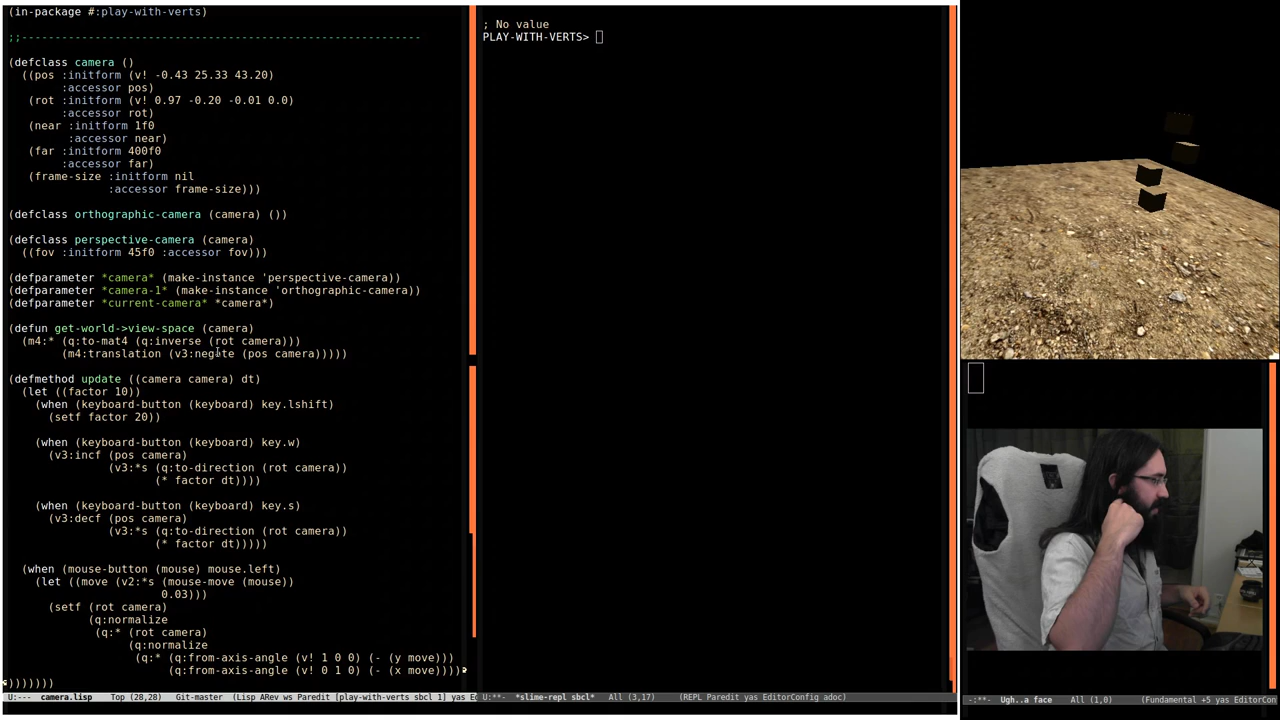 (in-package #:play-with-verts)
;;-------------------------------------------------------------
(defclass camera ()
((pos :initform (v! -0.43 25.33 43.20)
:accessor pos)
(rot :initform (v! 0.97 -0.20 -0.01 0.0)
:accessor rot)
(near :initform 1f0
:accessor near)
(far :initform 400f0
:accessor far)
(frame-size :initform nil
:accessor frame-size)))
(defclass orthographic-camera (camera) ())
(defclass perspective-camera (camera)
((fov :initform 45f0 :accessor fov)))
(defparameter *camera* (make-instance 'perspective-camera))
(defparameter *camera-1* (make-instance 'orthographic-camera))
(defparameter *current-camera* *camera*)
(defun get-world->view-space (camera)
(m4:* (q:to-mat4 (q:inverse (rot camera)))
(m4:translation (v3:negate (pos camera)))))
(defmethod update ((camera camera) dt)
(let ((factor 10))
(when (keyboard-button (keyboard) key.lshift)
(setf factor 20))
(when (keyboard-button (keyboard) key.w)
(v3:incf (pos camera)
(v3:*s (q:to-direction (rot camera))
(* factor dt))))
(when (keyboard-button (keyboard) key.s)
(v3:decf (pos camera)
(v3:*s (q:to-direction (rot camera))
(* factor dt)))))
(when (mouse-button (mouse) mouse.left)
(let ((move (v2:*s (mouse-move (mouse))
0.03)))
(setf (rot camera)
(q:normalize
(q:* (rot camera)
(q:normalize
(q:* (q:from-axis-angle (v! 1 0 0) (- (y move)))
(q:from-axis-angle (v! 0 1 0) (- (x move))))
)))))))
U:--- camera.lisp Top (28,28) Git-master (Lisp ARev ws Paredit [play-with-verts sbcl 1] yas Ed
; No value
PLAY-WITH-VERTS>
U:**- *slime-repl sbcl* All (3,17) (REPL Paredit yas EditorConfig adoc)
-:**- Ugh..a face All (1,0) (Fundamental +5 yas EditorCon